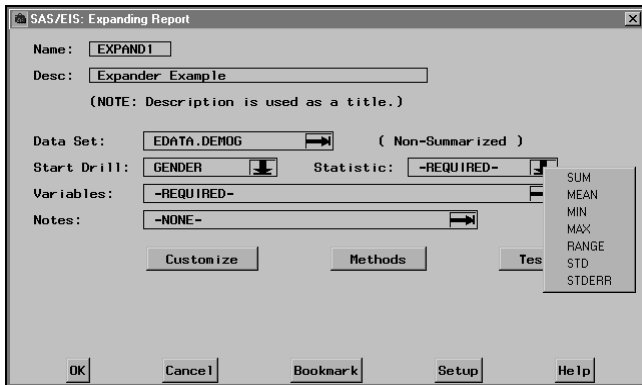 SAS/EIS: Expanding Report
Name: EXPAND1
Desc: Expander Example
(NOTE: Description is used as a title.)
Data Set: EDATA.DEMOG ( Non-Summarized )
Start Drill: GENDER Statistic: -REQUIRED-
Variables: -REQUIRED-
Notes: -NONE-
SUM
MEAN
MIN
MAX
RANGE
STD
STDERR
Customize Methods Tes
OK Cancel Bookmark Setup Help